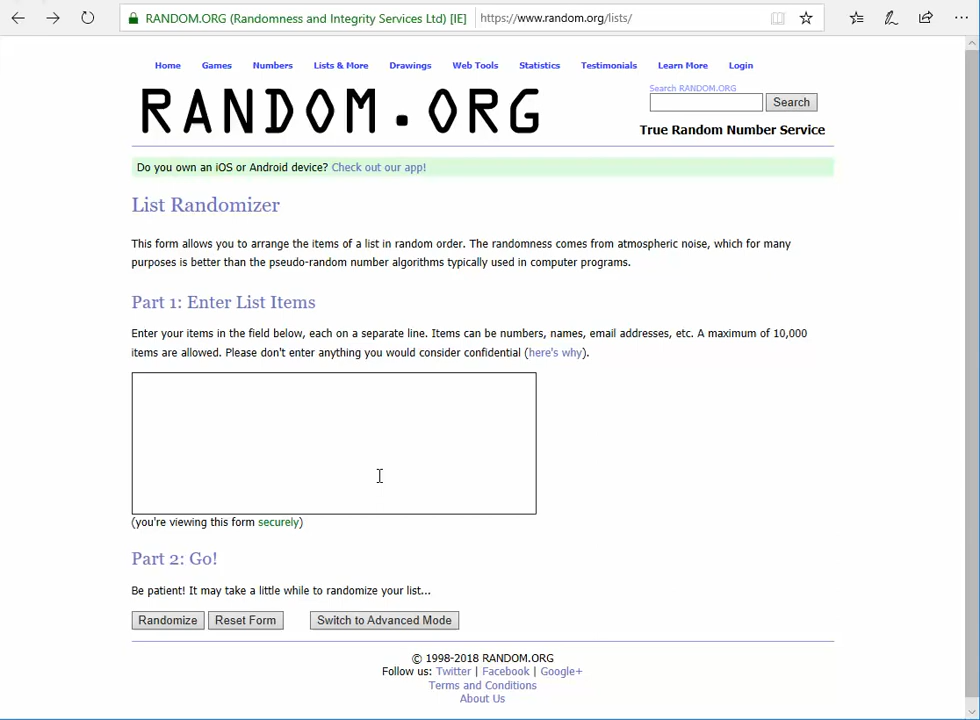 RANDOM.ORG (Randomness and Integrity Services Ltd) [IE] https://www.random.org/lists/
Home Games Numbers Lists & More Drawings Web Tools Statistics Testimonials Learn More Login
RANDOM.ORG
Search RANDOM.ORG
Search
True Random Number Service
Do you own an iOS or Android device? Check out our app!
List Randomizer
This form allows you to arrange the items of a list in random order. The randomness comes from atmospheric noise, which for many
purposes is better than the pseudo-random number algorithms typically used in computer programs.
Part 1: Enter List Items
Enter your items in the field below, each on a separate line. Items can be numbers, names, email addresses, etc. A maximum of 10,000
items are allowed. Please don't enter anything you would consider confidential (here's why).
(you're viewing this form securely)
Part 2: Go!
Be patient! It may take a little while to randomize your list...
Randomize Reset Form Switch to Advanced Mode
© 1998-2018 RANDOM.ORG
Follow us: Twitter | Facebook | Google+
Terms and Conditions
About Us